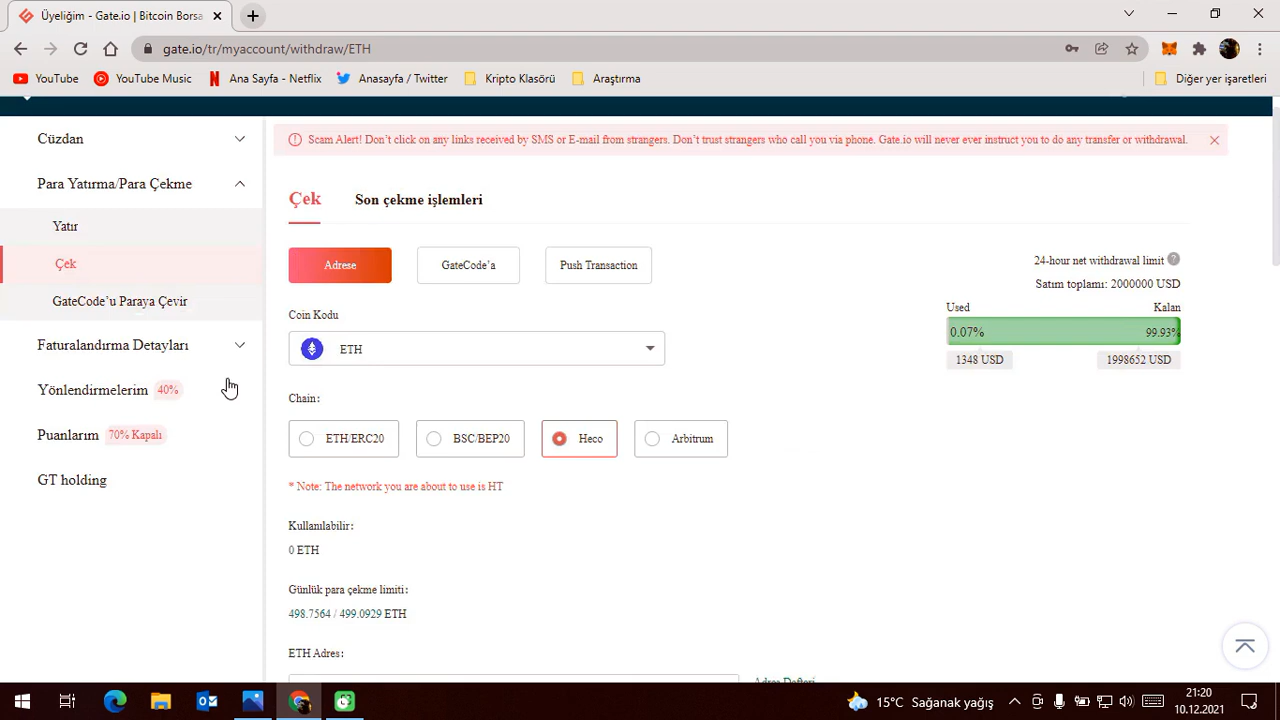 Üyeliğim - Gate.io | Bitcoin Borsa
gate.io/tr/myaccount/withdraw/ETH
YouTube
YouTube Music
Ana Sayfa - Netflix
Anasayfa / Twitter
Kripto Klasörü
Araştırma
Diğer yer işaretleri
Cüzdan
Para Yatırma/Para Çekme
Yatır
Çek
GateCode'u Paraya Çevir
Faturalandırma Detayları
Yönlendirmelerim 40%
Puanlarım 70% Kapalı
GT holding
Scam Alert! Don't click on any links received by SMS or E-mail from strangers. Don't trust strangers who call you via phone. Gate.io will never ever instruct you to do any transfer or withdrawal.
Çek
Son çekme işlemleri
Adrese
GateCode'a
Push Transaction
24-hour net withdrawal limit ?
Satım toplamı: 2000000 USD
Used
Kalan
0.07%
99.93%
1348 USD
1998652 USD
Coin Kodu
ETH
Chain:
ETH/ERC20
BSC/BEP20
Heco
Arbitrum
* Note: The network you are about to use is HT
Kullanılabilir:
0 ETH
Günlük para çekme limiti:
498.7564 / 499.0929 ETH
ETH Adres:
Adres Defteri
15°C Sağanak yağış
21:20
10.12.2021